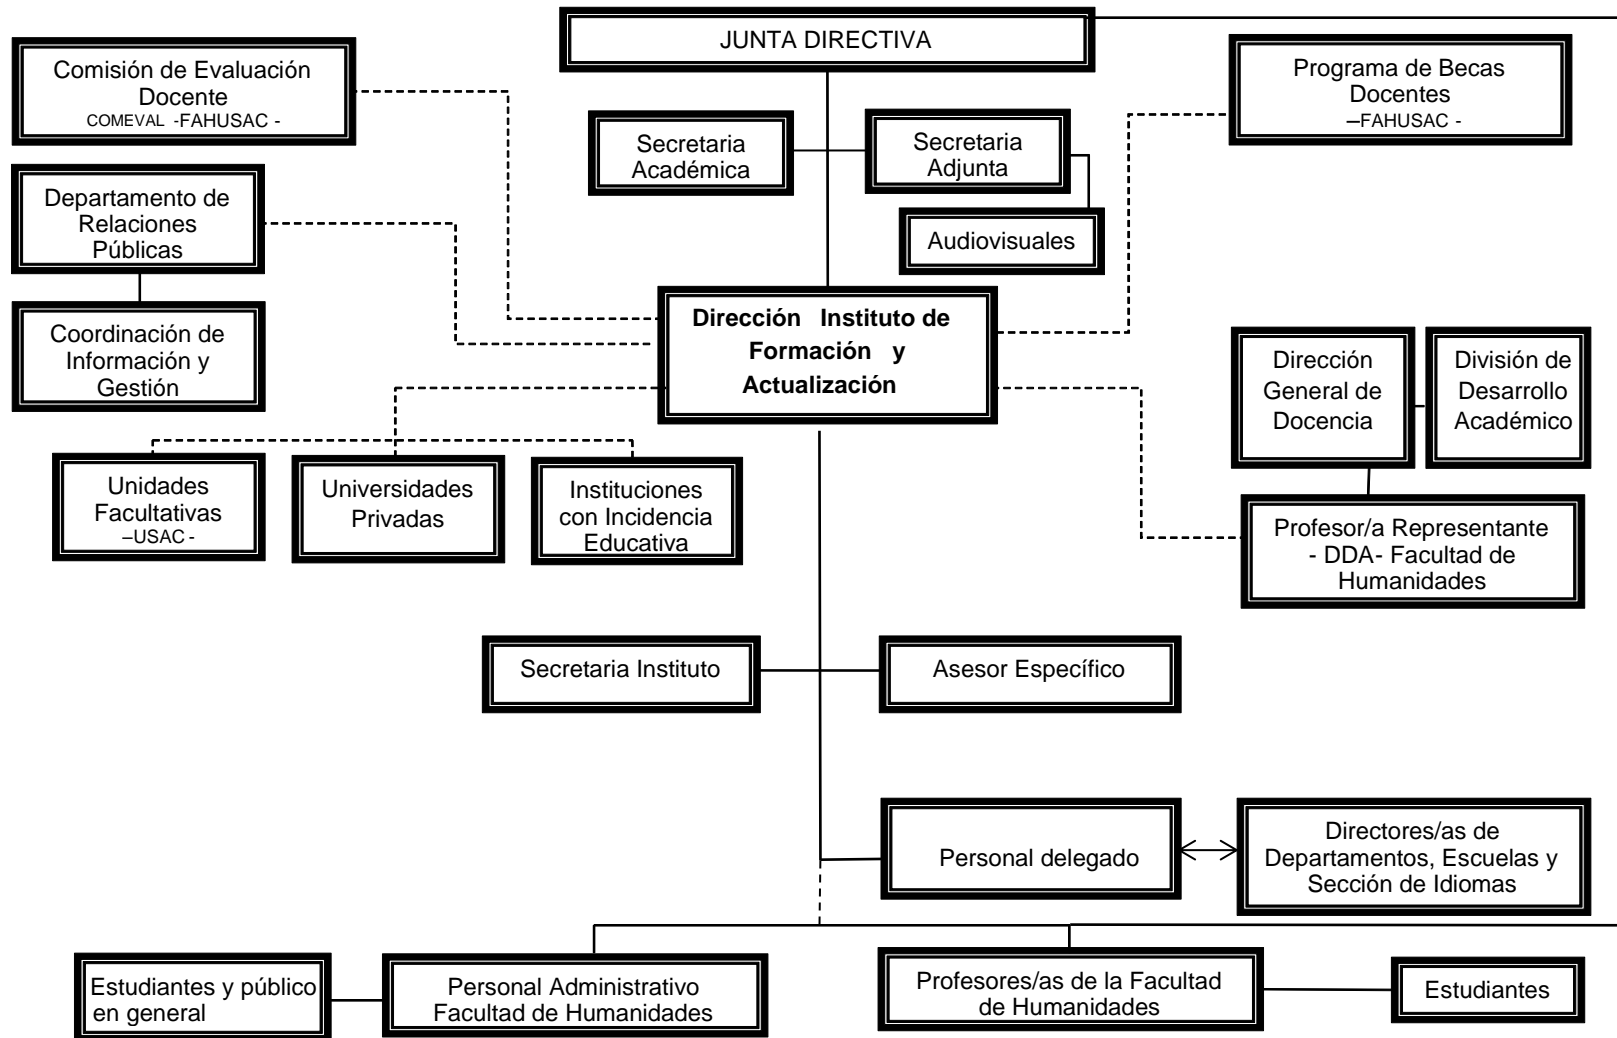 JUNTA DIRECTIVA
Comisión de Evaluación
Docente
COMEVAL -FAHUSAC -
Programa de Becas
Docentes
–FAHUSAC -
Secretaria
Académica
Secretaria
Adjunta
Departamento de
Relaciones
Públicas
Audiovisuales
Coordinación de
Información y
Gestión
Dirección Instituto de
Formación y
Actualización
Dirección
General de
Docencia
División de
Desarrollo
Académico
Unidades
Facultativas
–USAC -
Universidades
Privadas
Instituciones
con Incidencia
Educativa
Profesor/a Representante
- DDA- Facultad de
Humanidades
Secretaria Instituto
Asesor Específico
Personal delegado
Directores/as de
Departamentos, Escuelas y
Sección de Idiomas
Estudiantes y público
en general
Personal Administrativo
Facultad de Humanidades
Profesores/as de la Facultad
de Humanidades
Estudiantes